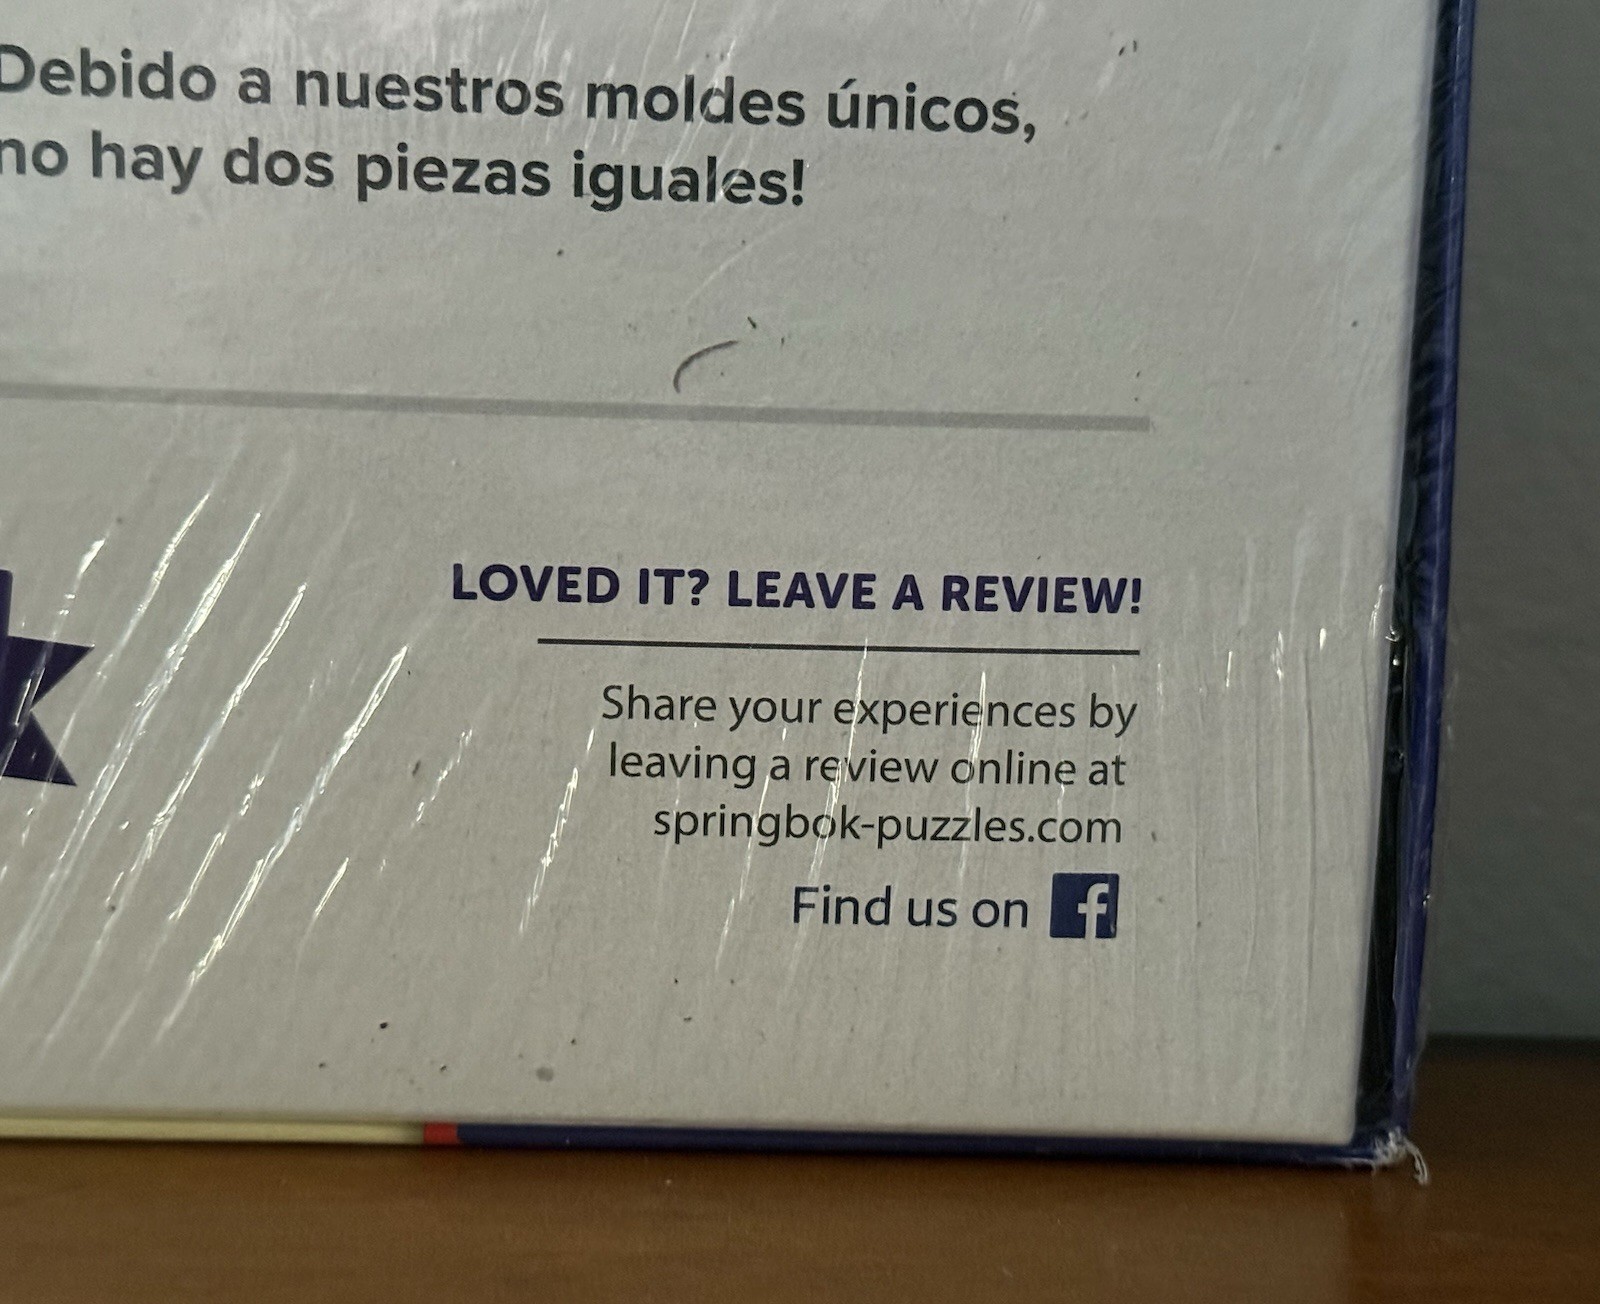 Debido a nuestros moldes únicos,
no hay dos piezas iguales!
LOVED IT? LEAVE A REVIEW!
Share your experiences by
leaving a review online at
springbok-puzzles.com
Find us on f